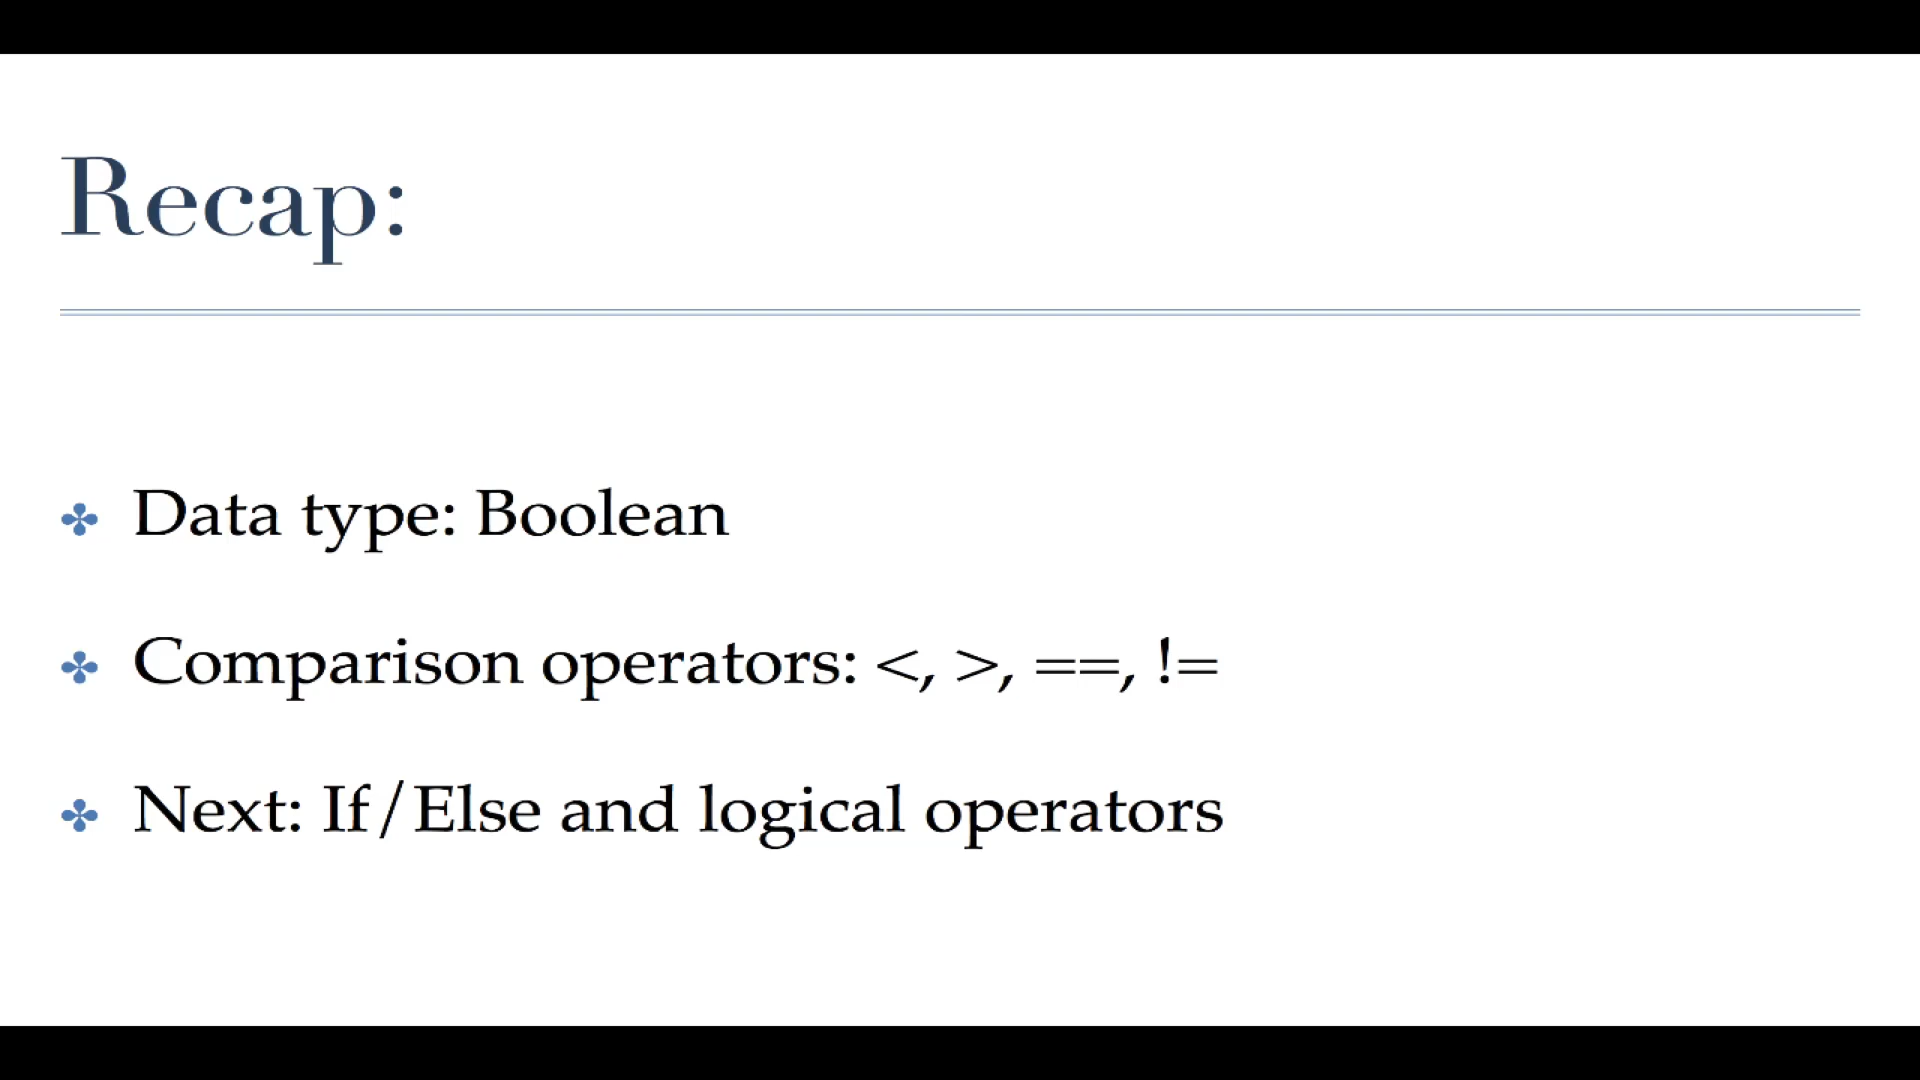 Recap:
Data type: Boolean
Comparison operators: <, >, ==, !=
Next: If/Else and logical operators